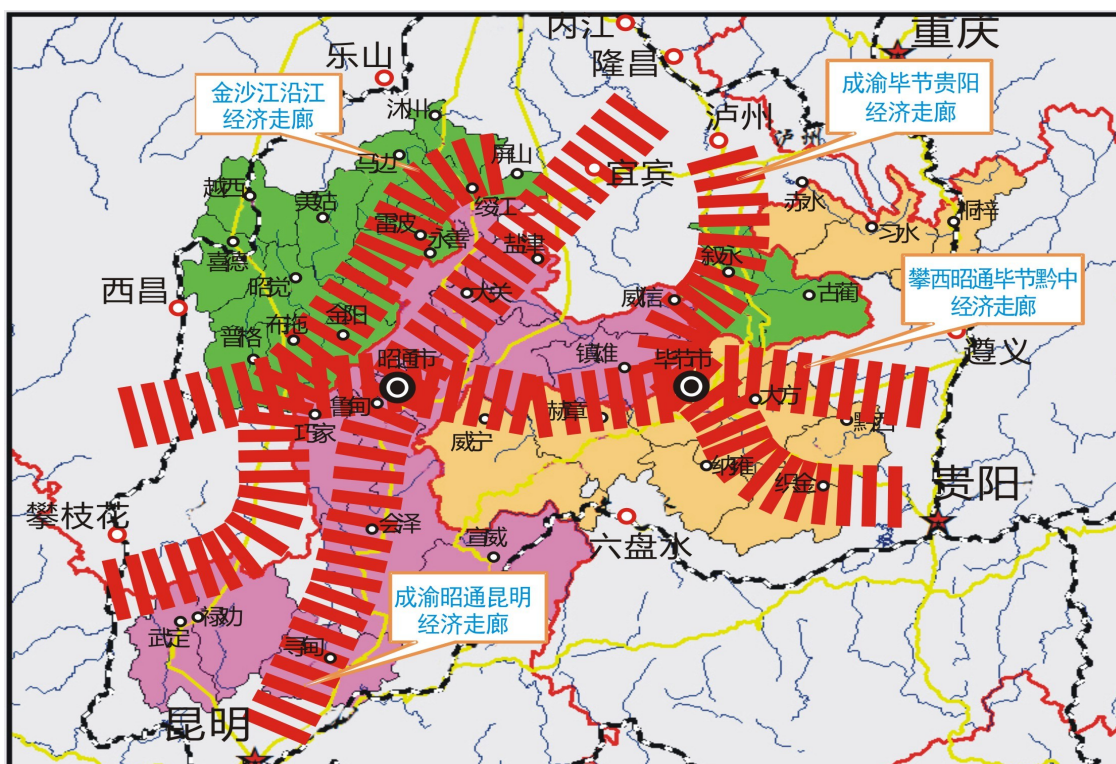 重庆
内江
隆昌
乐山
金沙江沿江
经济走廊
成渝毕节贵阳
经济走廊
沐川
泸州
泸州
马边
屏山
宜宾
越西
美姑
绥江
赤水
桐梓
雷波
习水
永善
盐津
喜德
叙永
攀西昭通毕节黔中
经济走廊
昭觉
大关
威信
古蔺
西昌
普格
布拖
金阳
遵义
昭通市
镇雄
毕节市
鲁甸
大方
巧家
赫章
黔西
威宁
纳雍
织金
贵阳
攀枝花
会泽
宣威
六盘水
成渝昭通昆明
经济走廊
禄劝
武定
寻甸
昆明